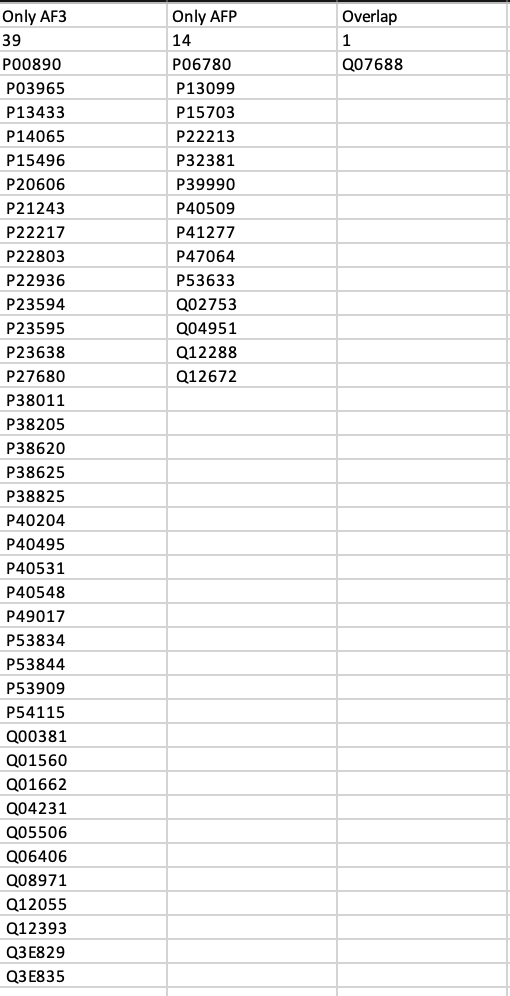 Only AF3 Only AFP Overlap
39 14 1
P00890 P06780 Q07688
P03965 P13099
P13433 P15703
P14065 P22213
P15496 P32381
P20606 P39990
P21243 P40509
P22217 P41277
P22803 P47064
P22936 P53633
P23594 Q02753
P23595 Q04951
P23638 Q12288
P27680 Q12672
P38011
P38205
P38620
P38625
P38825
P40204
P40495
P40531
P40548
P49017
P53834
P53844
P53909
P54115
Q00381
Q01560
Q01662
Q04231
Q05506
Q06406
Q08971
Q12055
Q12393
Q3E829
Q3E835